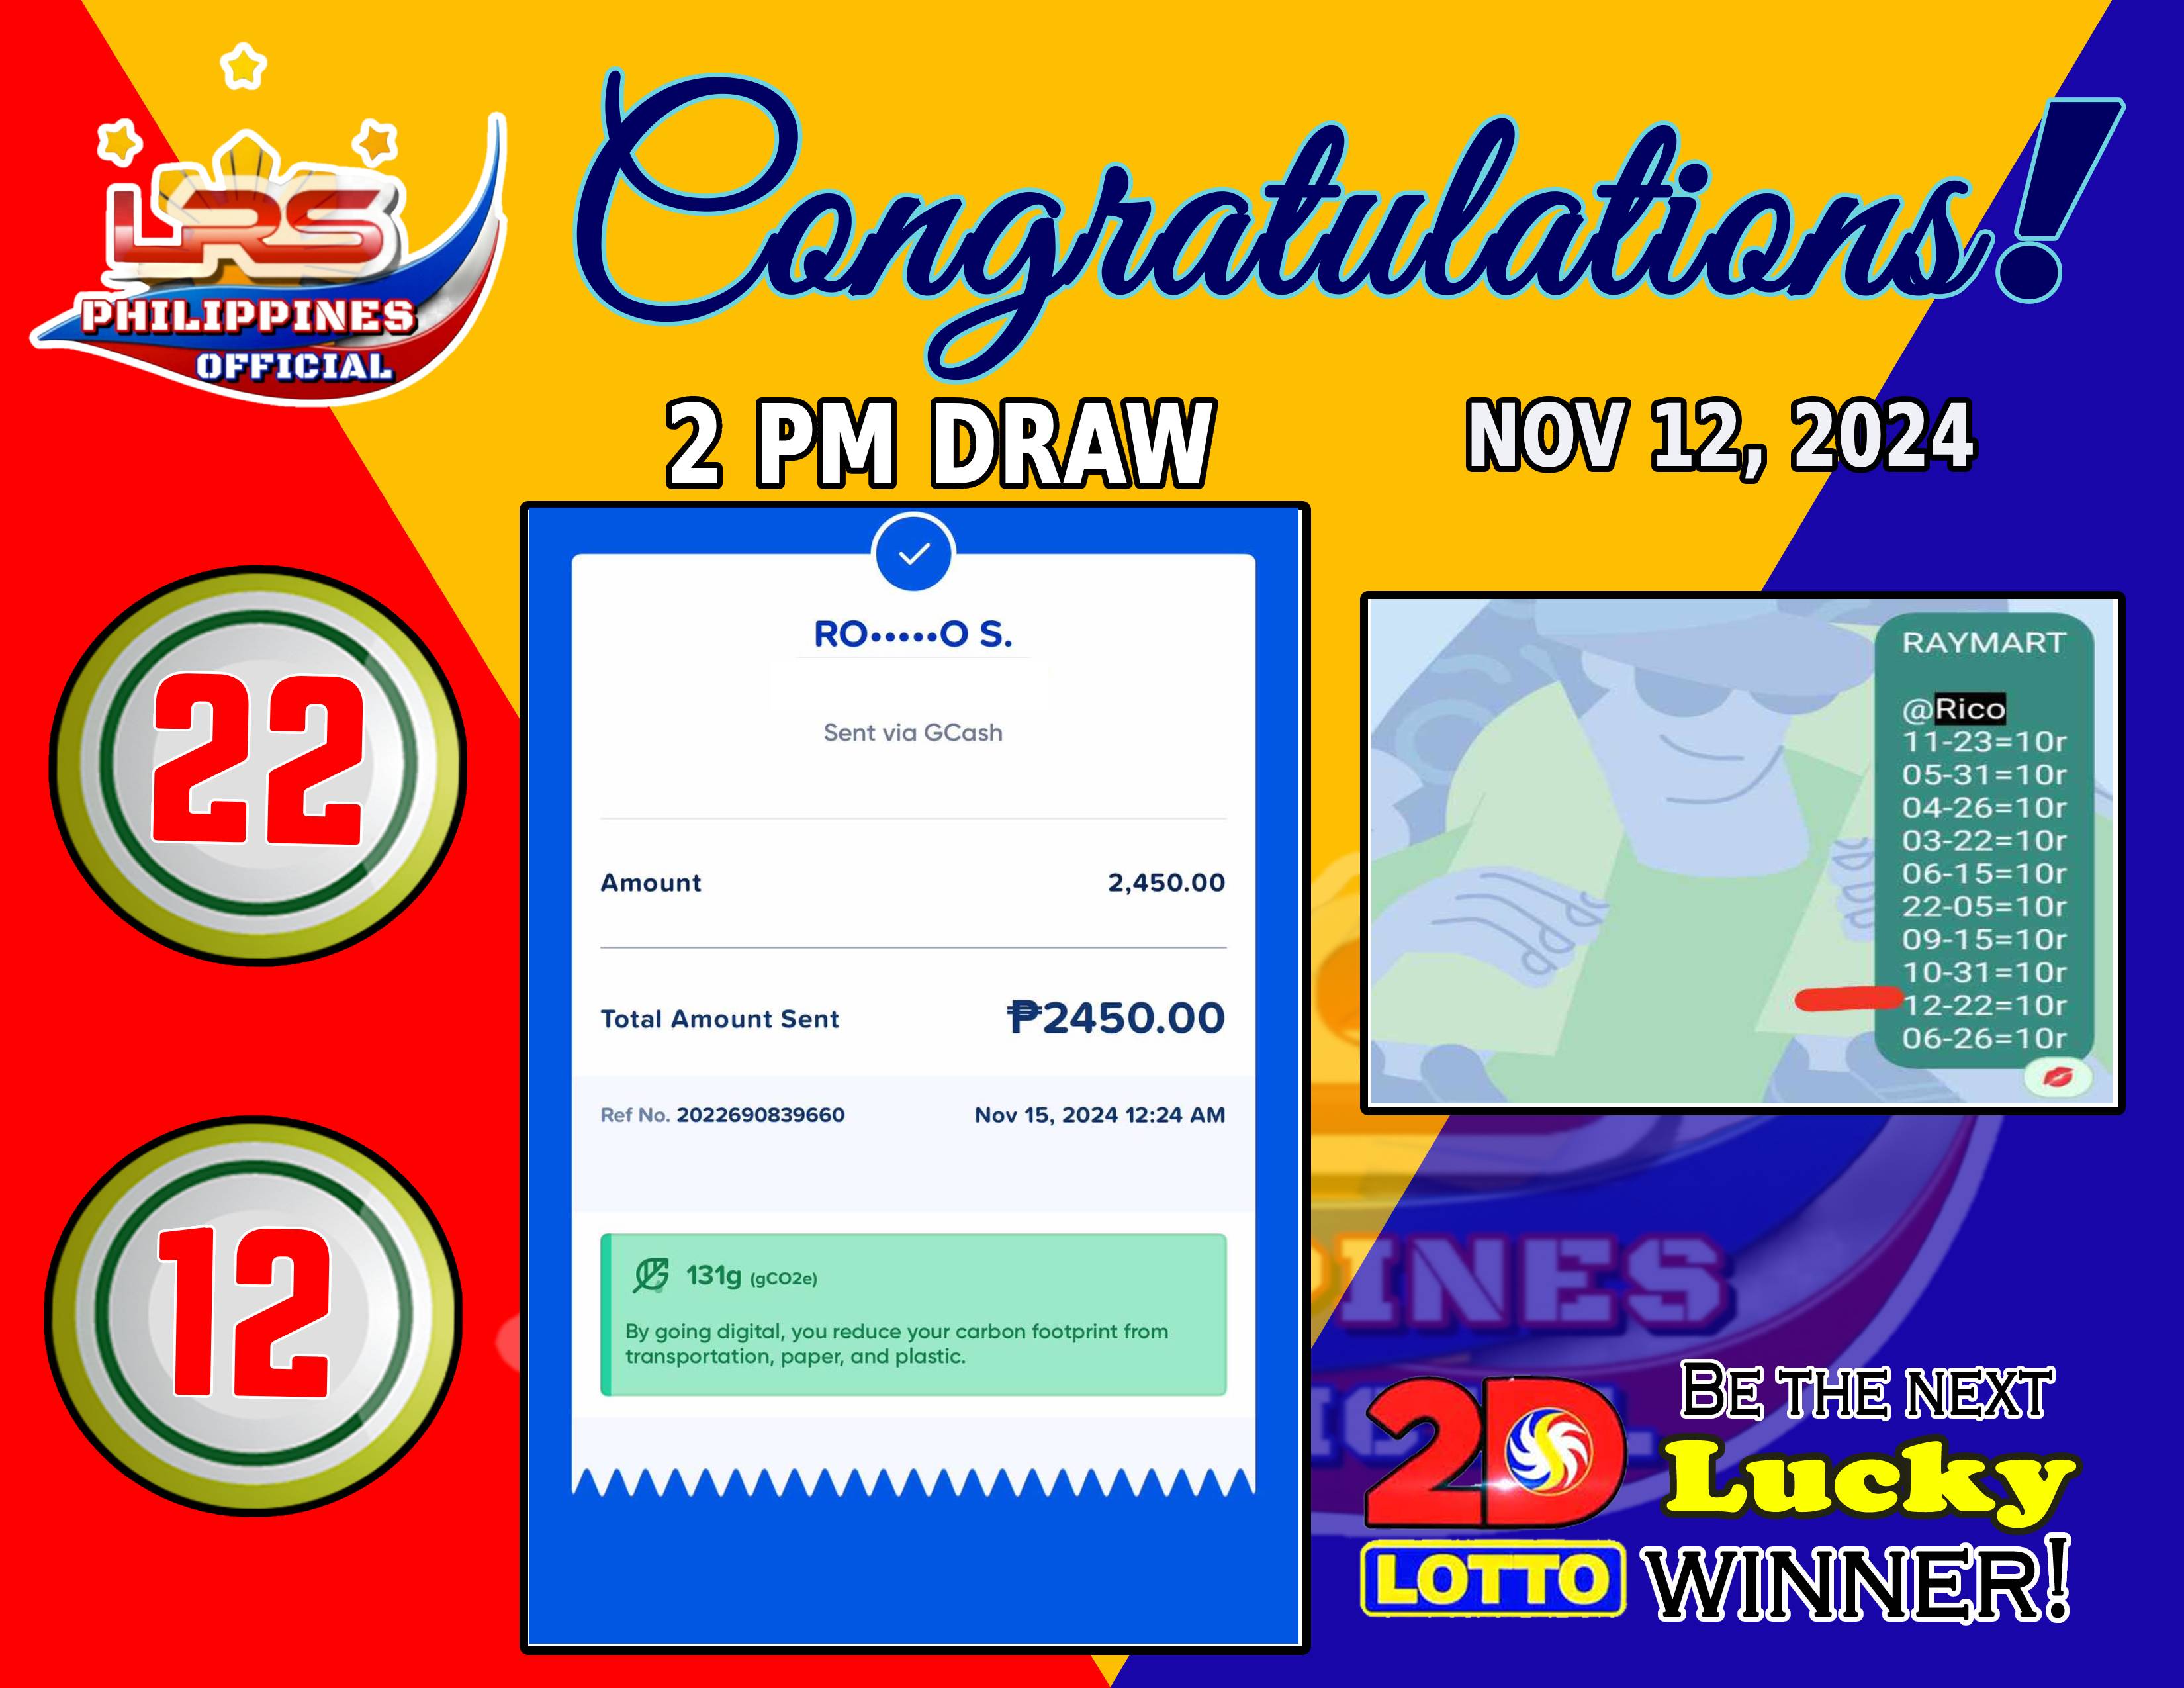 LRS
PHILIPPINES
OFFICIAL
Congratulations!
2 PM DRAW
NOV 12, 2024
22
12
RO•••••O S.
Sent via GCash
Amount 2,450.00
Total Amount Sent ₱2450.00
Ref No. 2022690839660 Nov 15, 2024 12:24 AM
131g (gCO2e)
By going digital, you reduce your carbon footprint from
transportation, paper, and plastic.
RAYMART
@Rico
11-23=10r
05-31=10r
04-26=10r
03-22=10r
06-15=10r
22-05=10r
09-15=10r
10-31=10r
12-22=10r
06-26=10r
PINES
2D
LOTTO
BE THE NEXT
Lucky
WINNER!